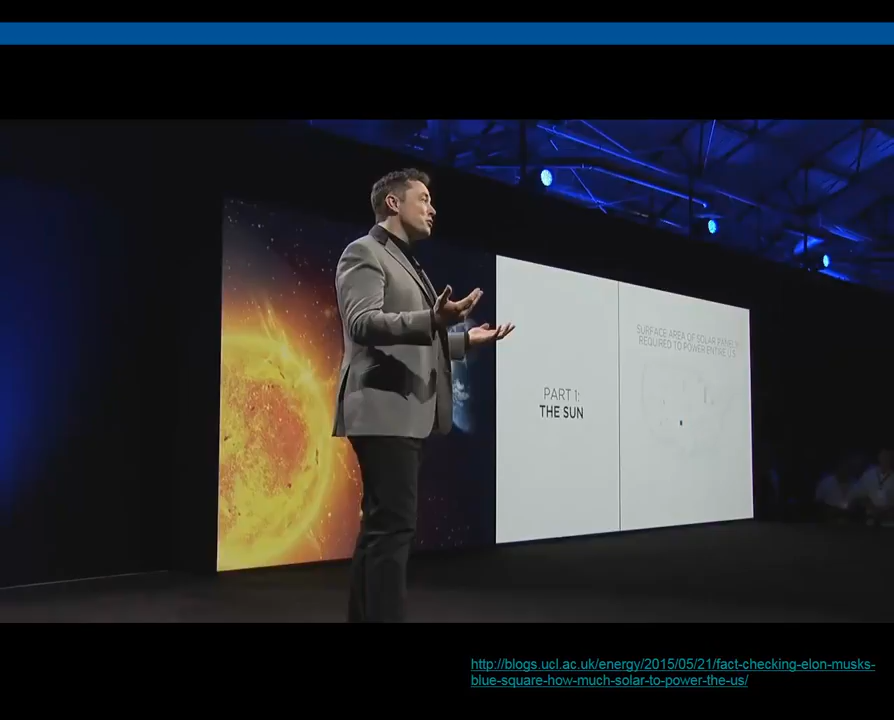 PART 1:
THE SUN
SURFACE AREA OF SOLAR PANELS
REQUIRED TO POWER ENTIRE U.S.
http://blogs.ucl.ac.uk/energy/2015/05/21/fact-checking-elon-musks-
blue-square-how-much-solar-to-power-the-us/